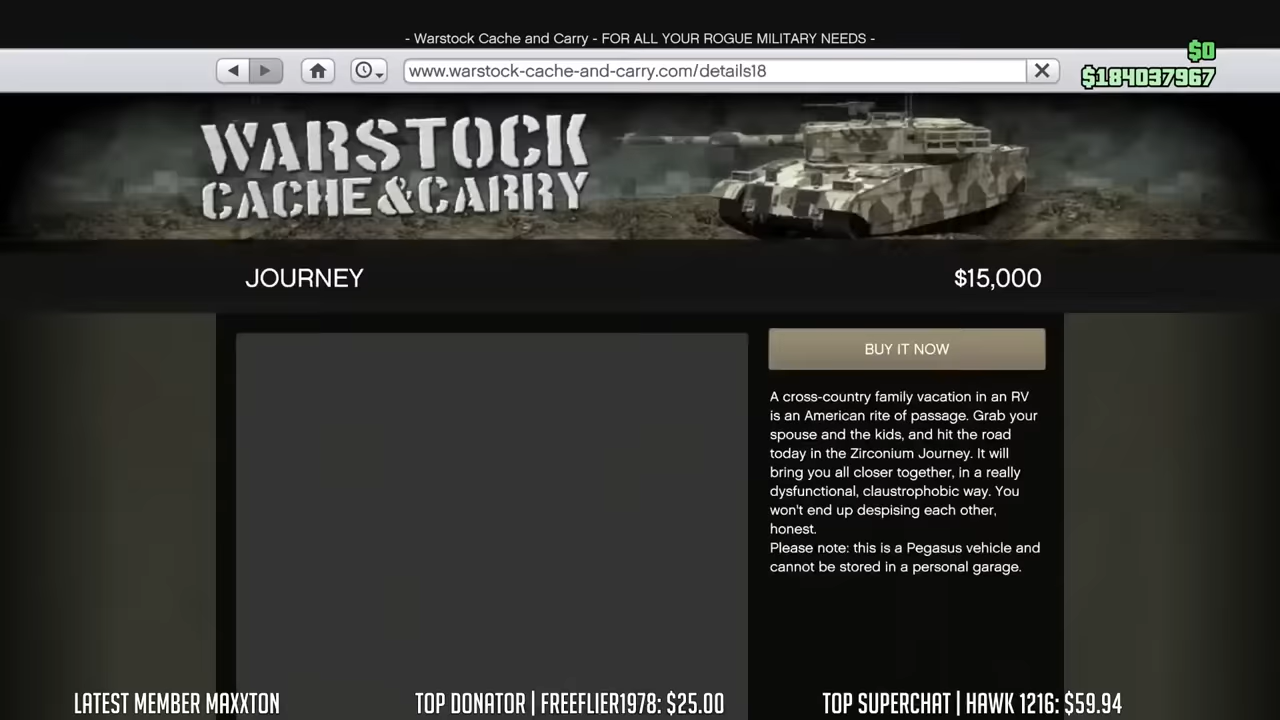 - Warstock Cache and Carry - FOR ALL YOUR ROGUE MILITARY NEEDS -
$0
www.warstock-cache-and-carry.com/details18
$184037967
WARSTOCK
CACHE&CARRY
JOURNEY
$15,000
BUY IT NOW
A cross-country family vacation in an RV
is an American rite of passage. Grab your
spouse and the kids, and hit the road
today in the Zirconium Journey. It will
bring you all closer together, in a really
dysfunctional, claustrophobic way. You
won't end up despising each other,
honest.
Please note: this is a Pegasus vehicle and
cannot be stored in a personal garage.
LATEST MEMBER MAXXTON
TOP DONATOR | FREEFLIER1978: $25.00
TOP SUPERCHAT | HAWK 1216: $59.94